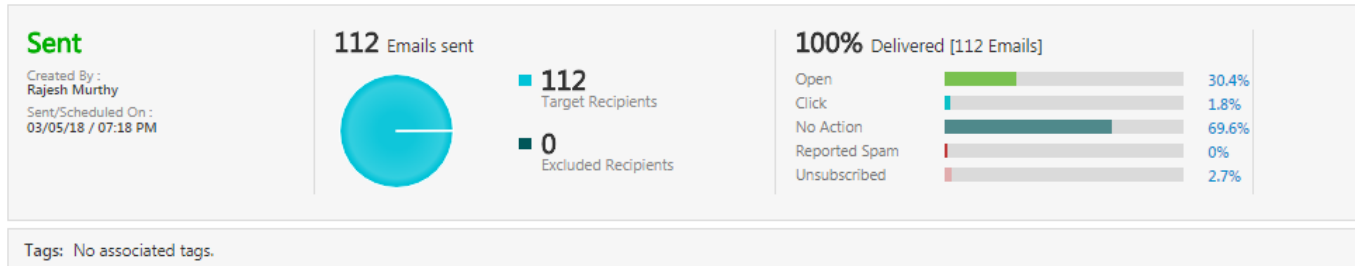 Sent
Created By :
Rajesh Murthy
Sent/Scheduled On :
03/05/18 / 07:18 PM
112 Emails sent
112
Target Recipients
0
Excluded Recipients
100% Delivered [112 Emails]
Open 30.4%
Click 1.8%
No Action 69.6%
Reported Spam 0%
Unsubscribed 2.7%
Tags: No associated tags.